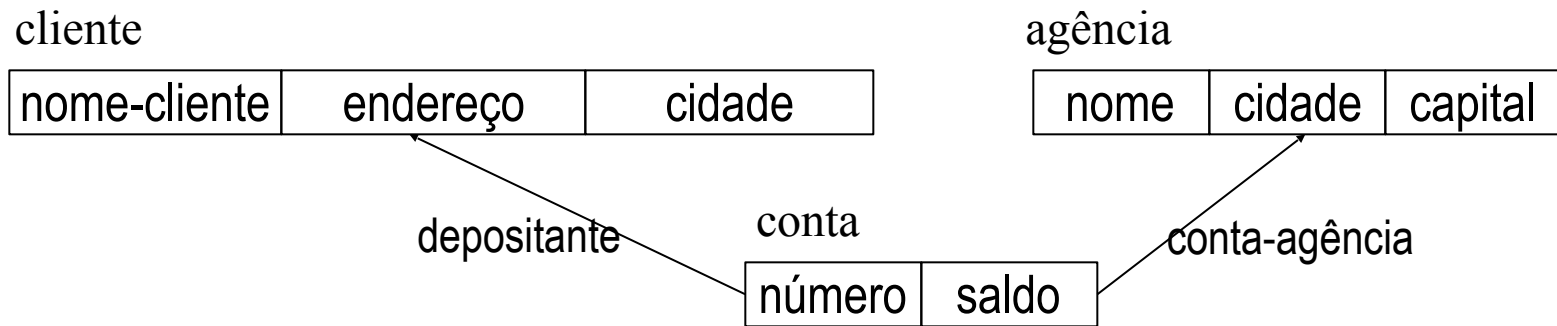 cliente
agência
nome-cliente endereço cidade
nome cidade capital
depositante
conta
conta-agência
número saldo